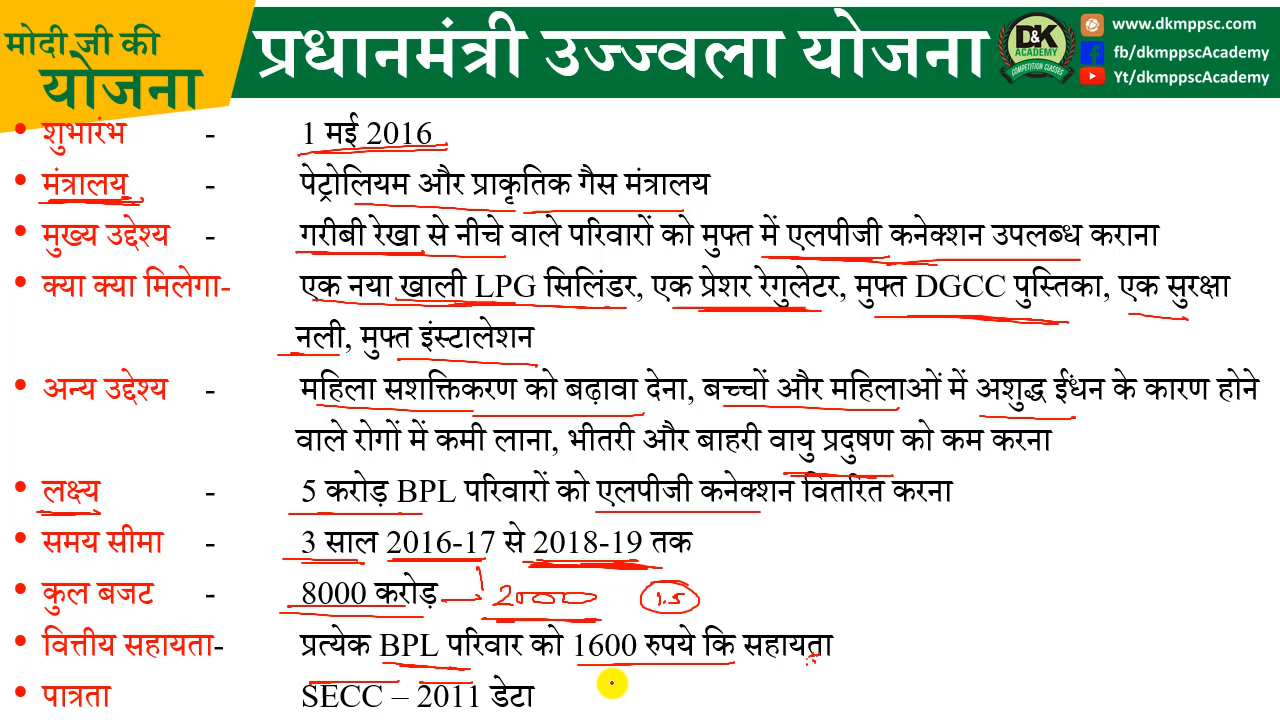 मोदी जी की
योजना
प्रधानमंत्री उज्ज्वला योजना
D&K
ACADEMY
COMPETITION CLASSES
www.dkmppsc.com
fb/dkmppscAcademy
Yt/dkmppscAcademy
• शुभारंभ - 1 मई 2016
• मंत्रालय - पेट्रोलियम और प्राकृतिक गैस मंत्रालय
• मुख्य उद्देश्य - गरीबी रेखा से नीचे वाले परिवारों को मुफ्त में एलपीजी कनेक्शन उपलब्ध कराना
• क्या क्या मिलेगा- एक नया खाली LPG सिलिंडर, एक प्रेशर रेगुलेटर, मुफ्त DGCC पुस्तिका, एक सुरक्षा
नली, मुफ्त इंस्टालेशन
• अन्य उद्देश्य - महिला सशक्तिकरण को बढ़ावा देना, बच्चों और महिलाओं में अशुद्ध ईंधन के कारण होने
वाले रोगों में कमी लाना, भीतरी और बाहरी वायु प्रदुषण को कम करना
• लक्ष्य - 5 करोड़ BPL परिवारों को एलपीजी कनेक्शन वितरित करना
• समय सीमा - 3 साल 2016-17 से 2018-19 तक
• कुल बजट - 8000 करोड़ 2000 1.5
• वित्तीय सहायता- प्रत्येक BPL परिवार को 1600 रुपये कि सहायता
• पात्रता SECC – 2011 डेटा